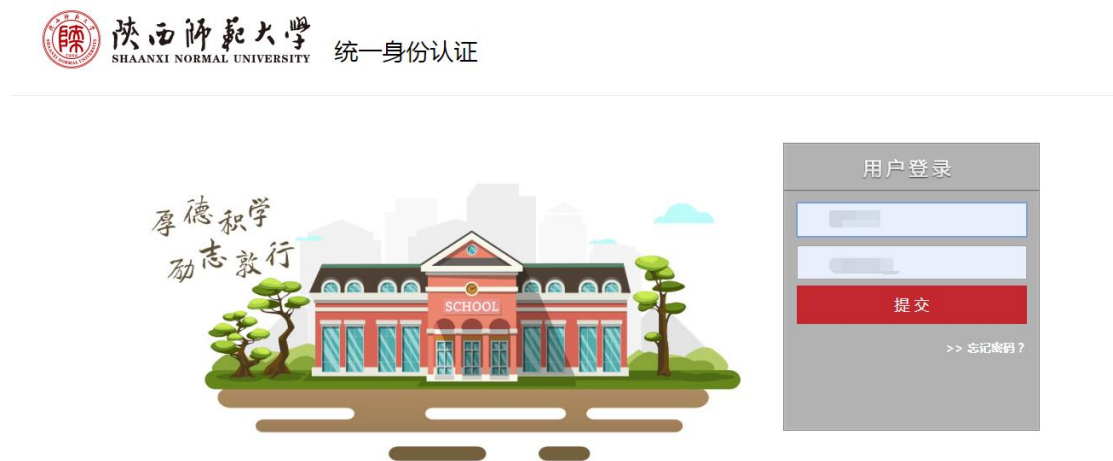 陕西师范大学
SHAANXI NORMAL UNIVERSITY
统一身份认证
厚德积学
励志敦行
SCHOOL
用户登录
提交
>> 忘记密码？